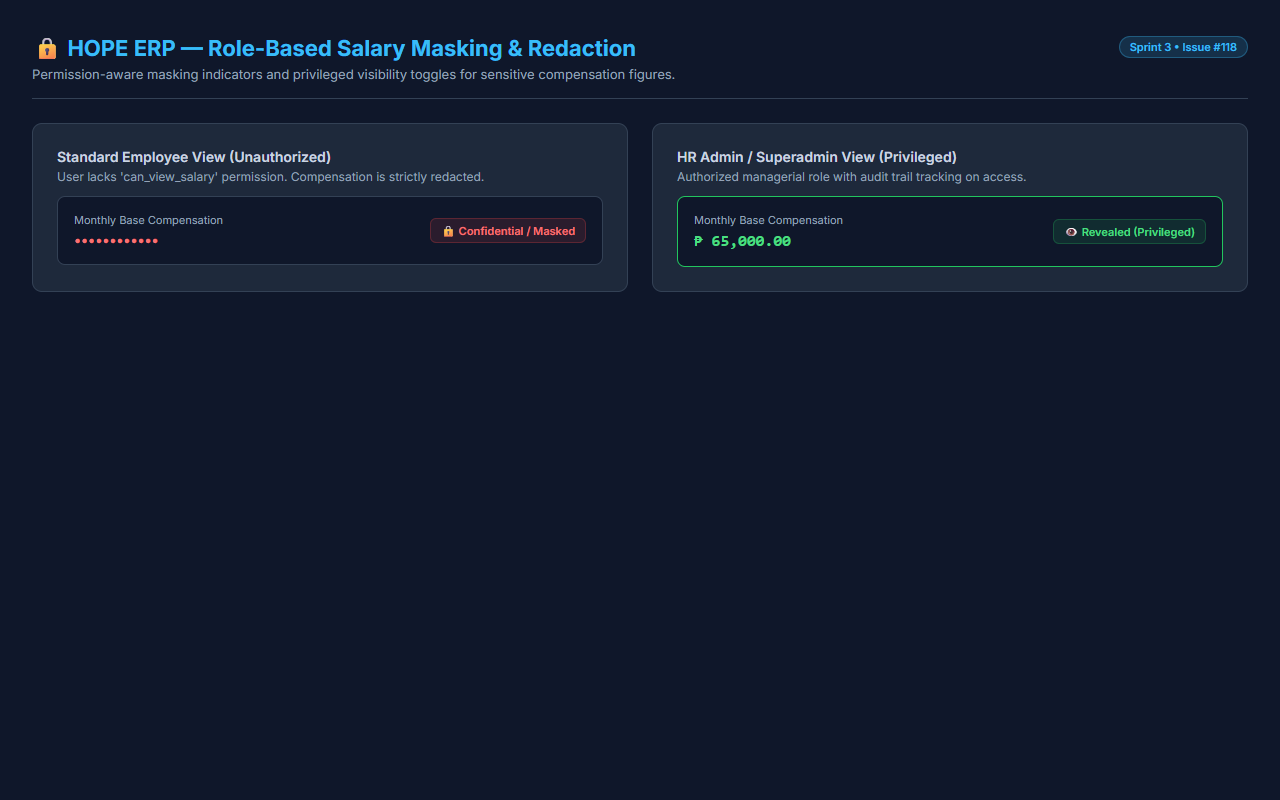 🔒 HOPE ERP — Role-Based Salary Masking & Redaction
Sprint 3 • Issue #118
Permission-aware masking indicators and privileged visibility toggles for sensitive compensation figures.
Standard Employee View (Unauthorized)
User lacks 'can_view_salary' permission. Compensation is strictly redacted.
Monthly Base Compensation
••••••••••••
🔒 Confidential / Masked
HR Admin / Superadmin View (Privileged)
Authorized managerial role with audit trail tracking on access.
Monthly Base Compensation
₱ 65,000.00
👁️ Revealed (Privileged)